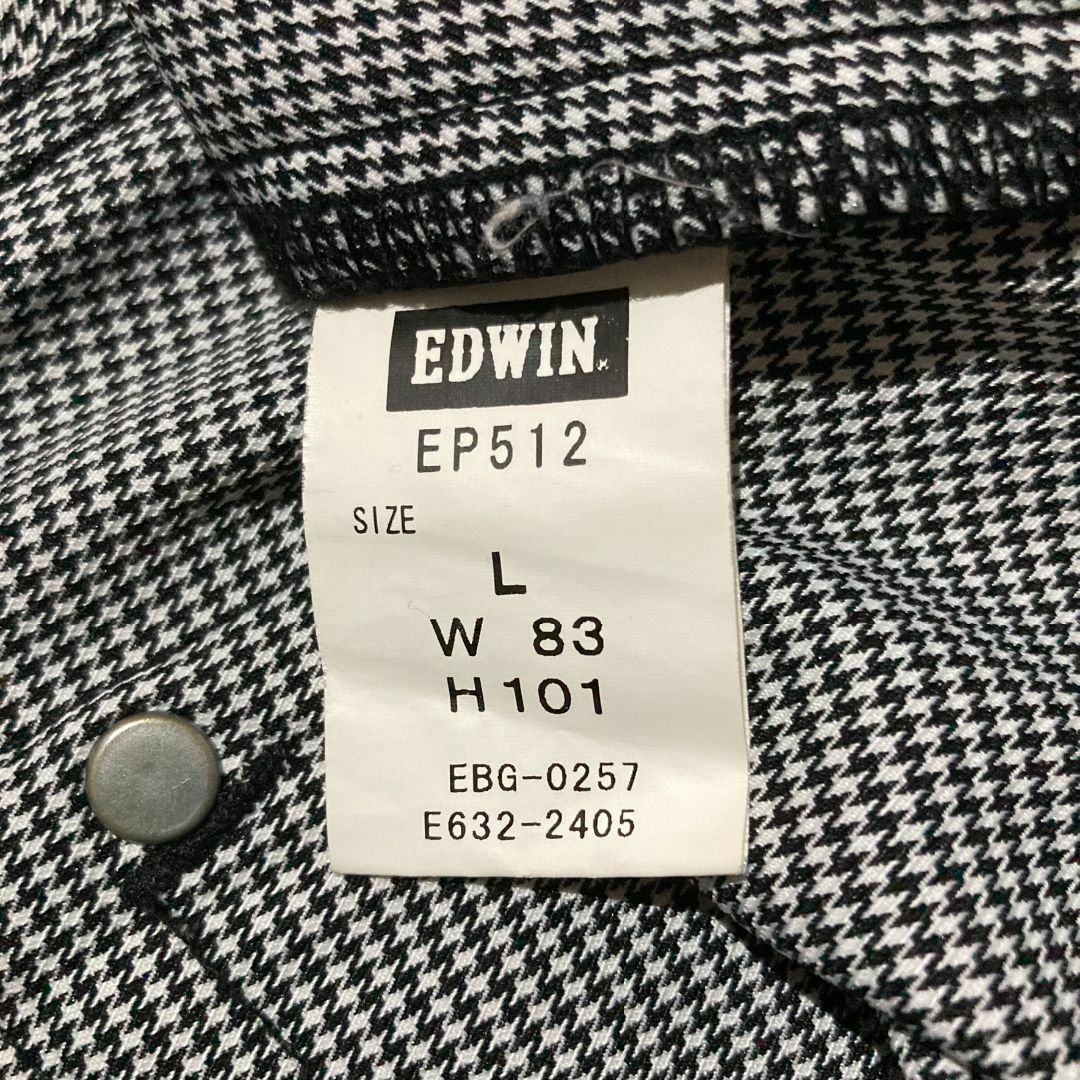 EDWIN
EP512
SIZE
L
W 83
H101
EBG-0257
E632-2405